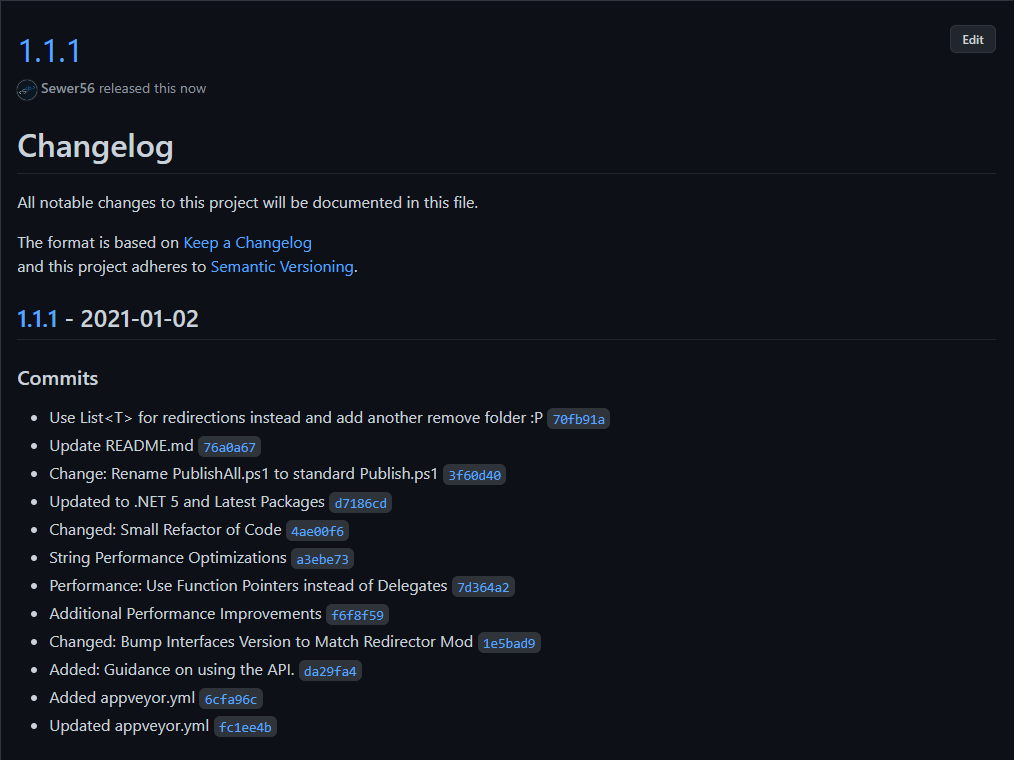 1.1.1
Edit
Sewer56 released this now
Changelog
All notable changes to this project will be documented in this file.
The format is based on Keep a Changelog
and this project adheres to Semantic Versioning.
1.1.1 - 2021-01-02
Commits
Use List<T> for redirections instead and add another remove folder :P 70fb91a
Update README.md 76a0a67
Change: Rename PublishAll.ps1 to standard Publish.ps1 3f60d40
Updated to .NET 5 and Latest Packages d7186cd
Changed: Small Refactor of Code 4ae00f6
String Performance Optimizations a3ebe73
Performance: Use Function Pointers instead of Delegates 7d364a2
Additional Performance Improvements f6f8f59
Changed: Bump Interfaces Version to Match Redirector Mod 1e5bad9
Added: Guidance on using the API. da29fa4
Added appveyor.yml 6cfa96c
Updated appveyor.yml fc1ee4b